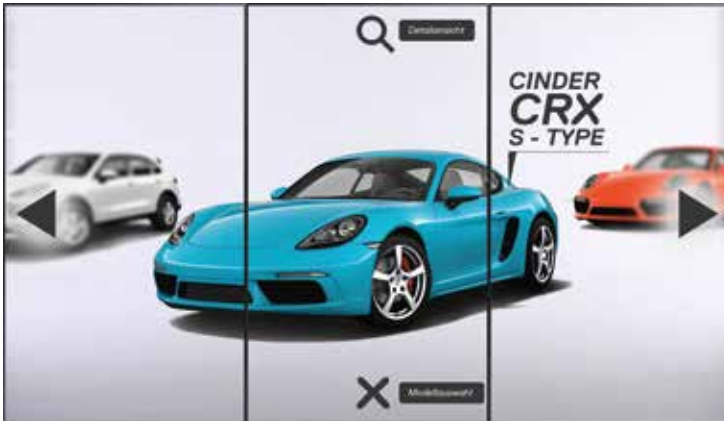 Detailansicht
CINDER
CRX
S - TYPE
Modellauswahl